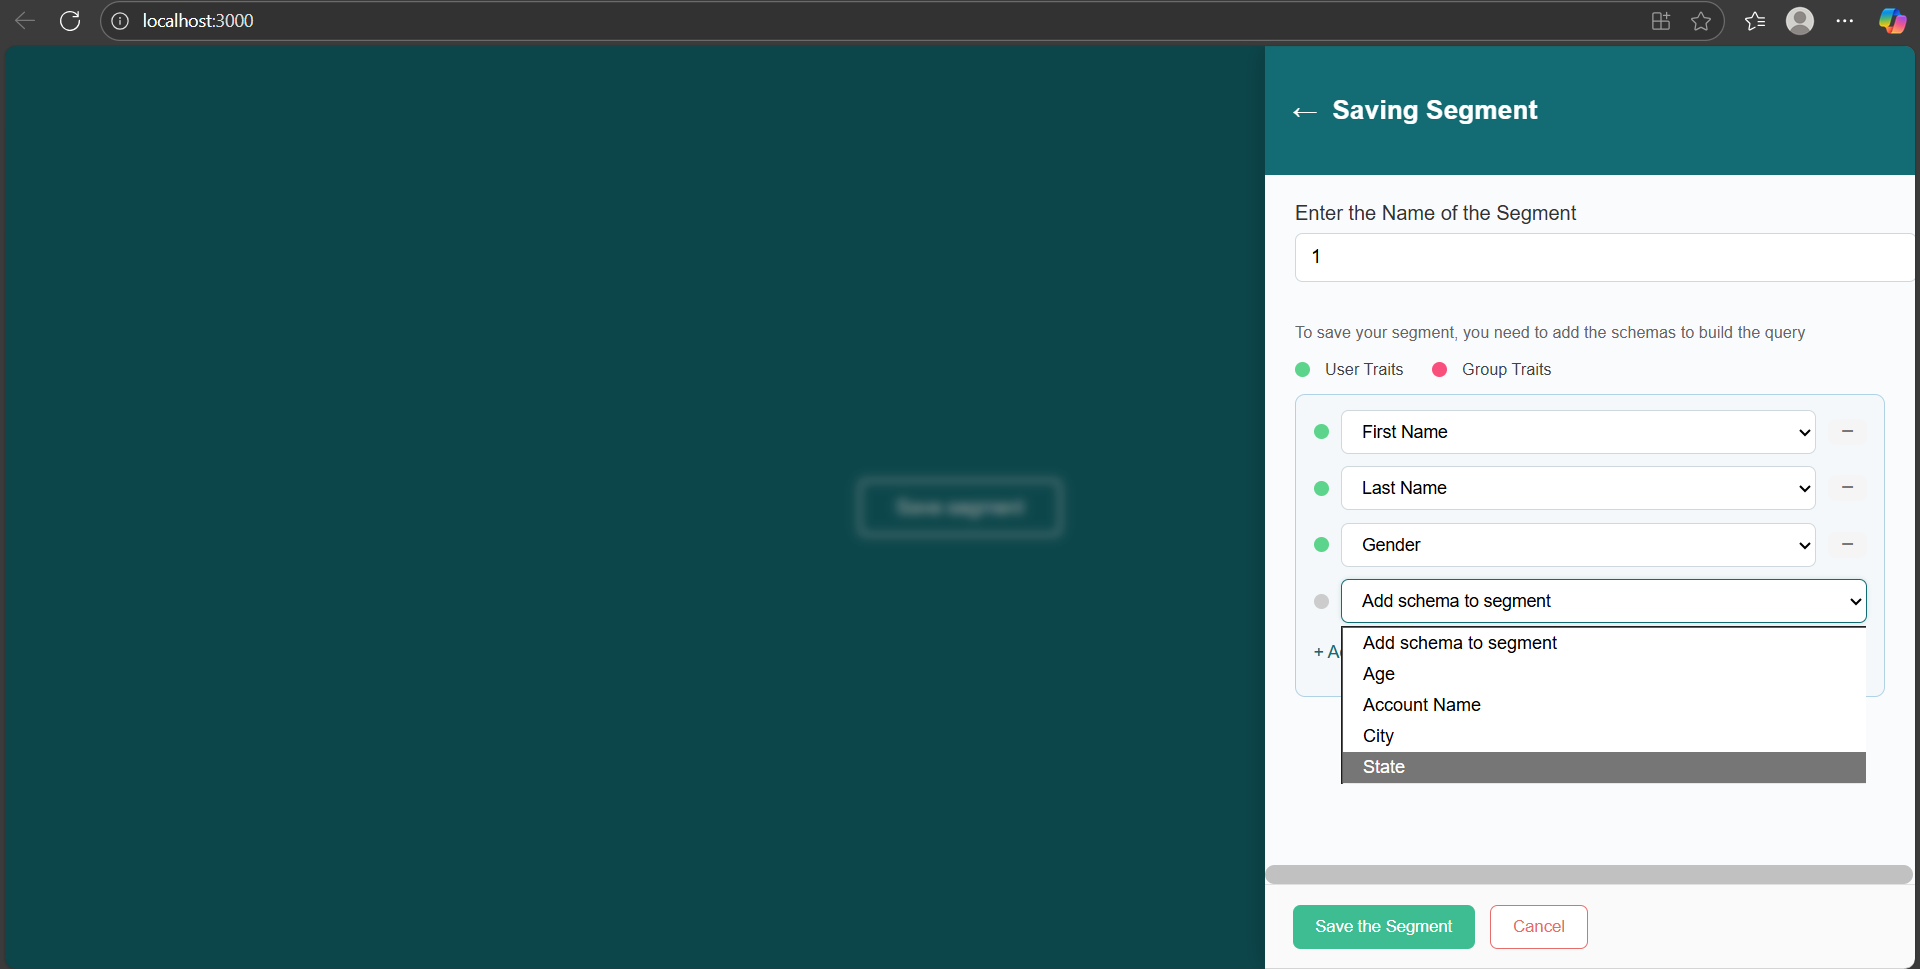 localhost:3000
← Saving Segment
Enter the Name of the Segment
1
To save your segment, you need to add the schemas to build the query
User Traits Group Traits
First Name
Last Name
Gender
Add schema to segment
Add schema to segment
+
Age
Account Name
City
State
Save segment
Save the Segment Cancel